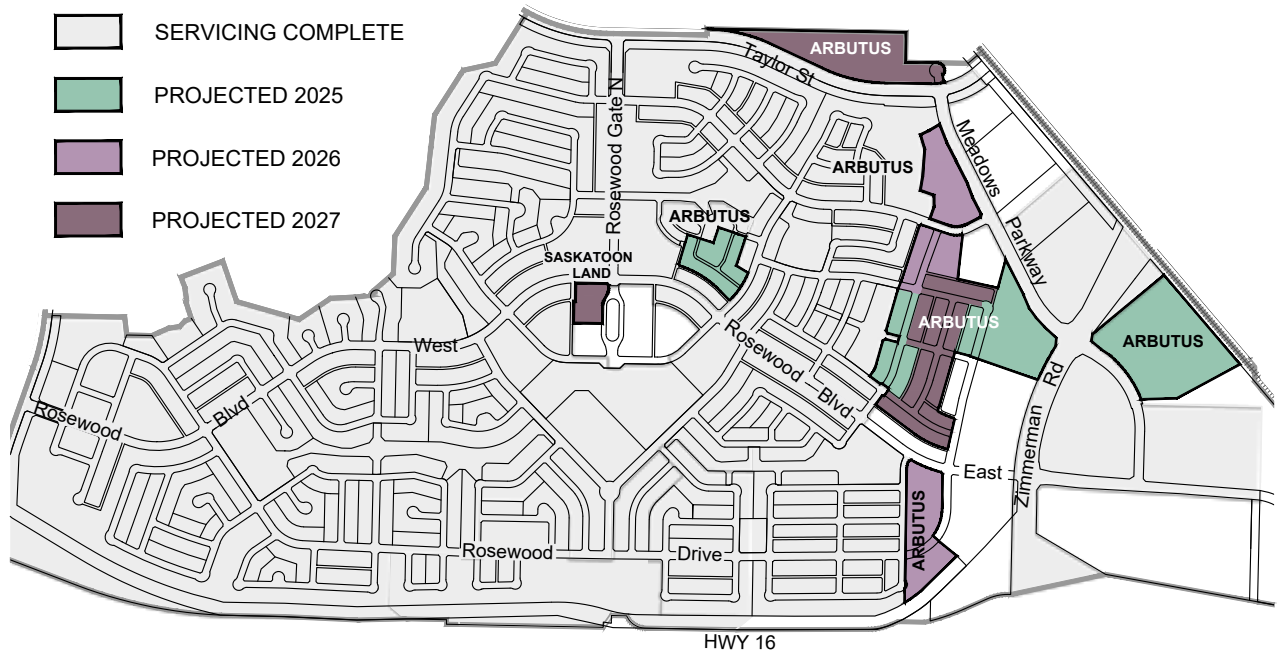 SERVICING COMPLETE
PROJECTED 2025
PROJECTED 2026
PROJECTED 2027
ARBUTUS
Taylor St
Rosewood Gate N
ARBUTUS
Meadows
Parkway
ARBUTUS
SASKATOON
LAND
ARBUTUS
ARBUTUS
West
Rosewood
Blvd
Rosewood
Blvd
East
Zimmerman
Rd
ARBUTUS
Rosewood
Drive
HWY 16